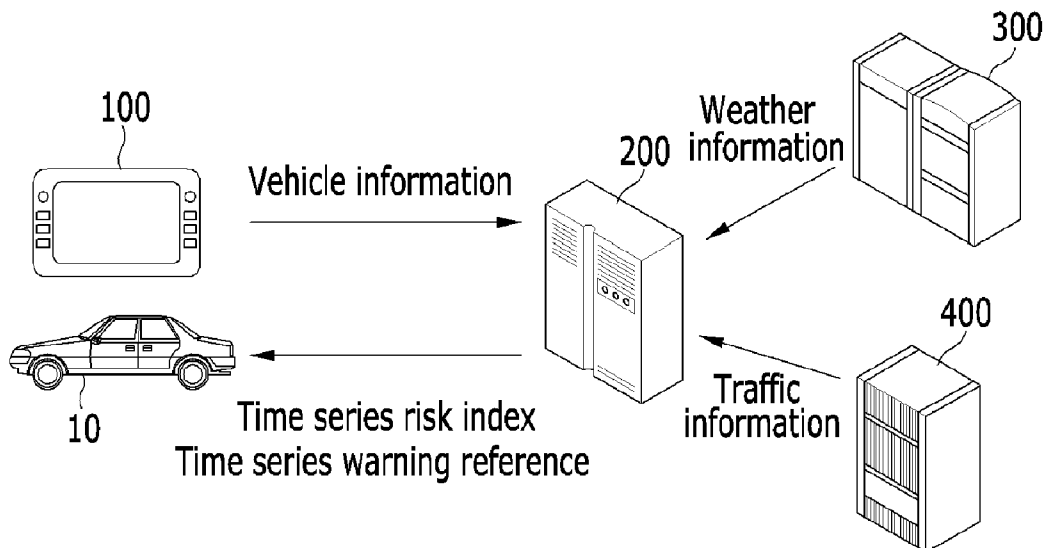 300
Weather
information
200
100
Vehicle information
400
Traffic
information
10
Time series risk index
Time series warning reference